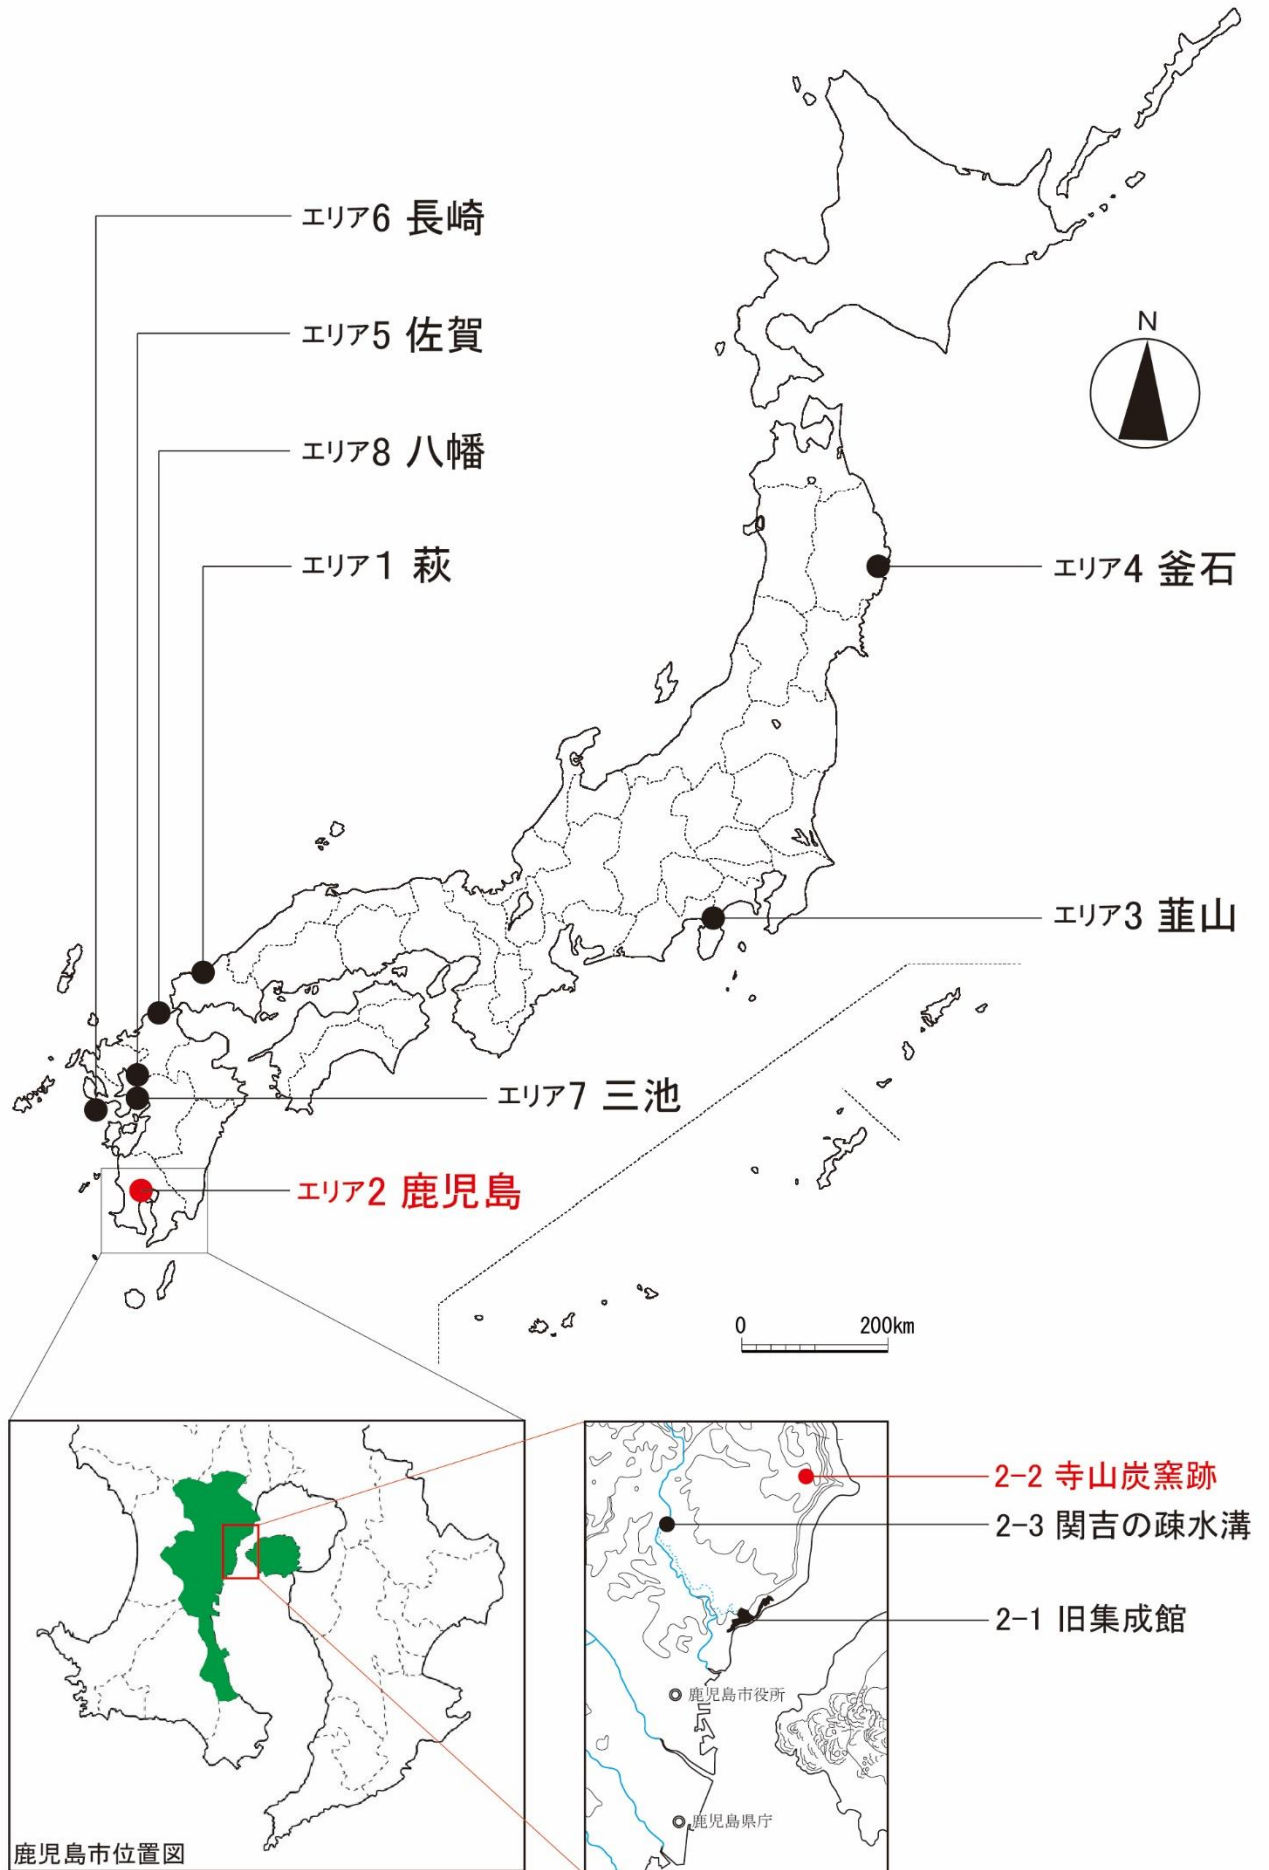 エリア6 長崎
エリア5 佐賀
N
エリア8 八幡
エリア1 萩
エリア4 釜石
エリア3 韮山
エリア7 三池
エリア2 鹿児島
0 200km
2-2 寺山炭窯跡
2-3 関吉の疎水溝
2-1 旧集成館
鹿児島市役所
鹿児島県庁
鹿児島市位置図